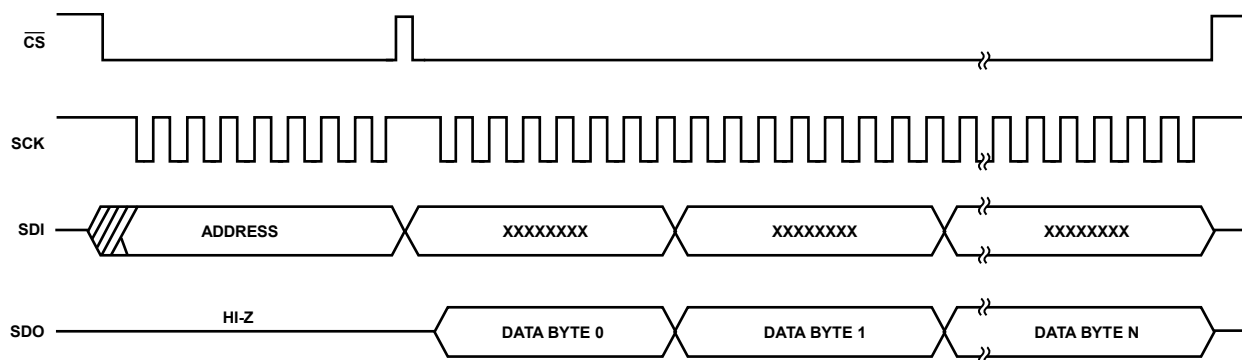 CS
SCK
SDI ADDRESS XXXXXXXX XXXXXXXX XXXXXXXX
HI-Z
SDO DATA BYTE 0 DATA BYTE 1 DATA BYTE N